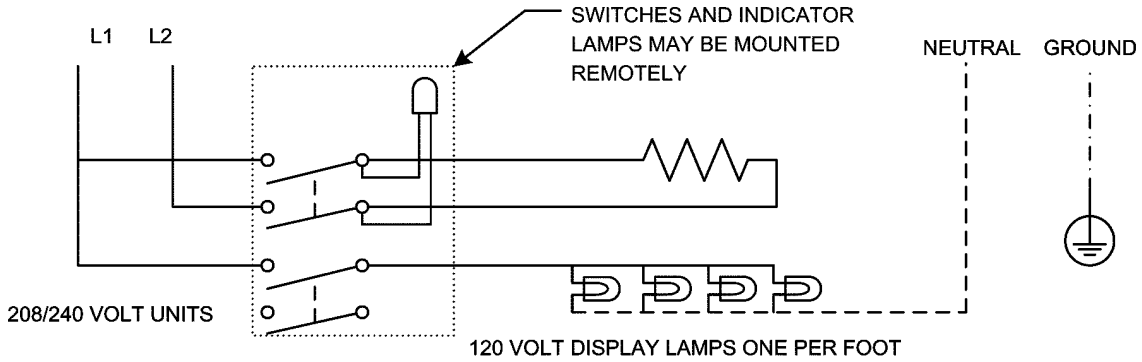 SWITCHES AND INDICATOR
LAMPS MAY BE MOUNTED
REMOTELY
L1 L2
NEUTRAL GROUND
208/240 VOLT UNITS
120 VOLT DISPLAY LAMPS ONE PER FOOT